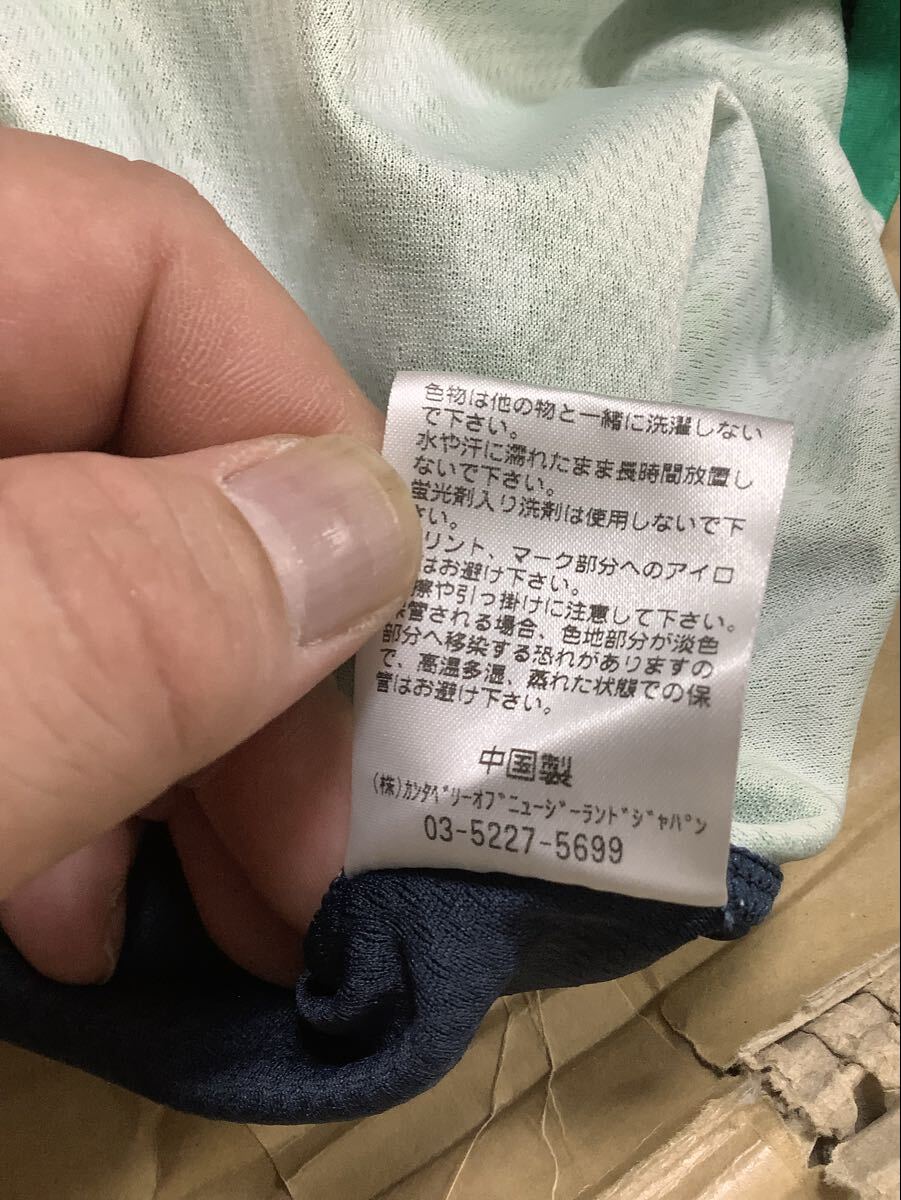 色物は他の物と一緒に洗濯しない
で下さい。
水や汗に濡れたまま長時間放置し
ないで下さい。
蛍光剤入り洗剤は使用しないで下
さい。
リント、マーク部分へのアイロ
はお避け下さい。
擦や引っ掛けに注意して下さい。
保管される場合、色地部分が淡色
部分へ移染する恐れがありますの
で、高温多湿、蒸れた状態での保
管はお避け下さい。
中国製
(株)ｶﾝﾀﾍﾞﾘｰｵﾌﾞﾆｭｰｼﾞｰﾗﾝﾄﾞｼﾞｬﾊﾟﾝ
03-5227-5699